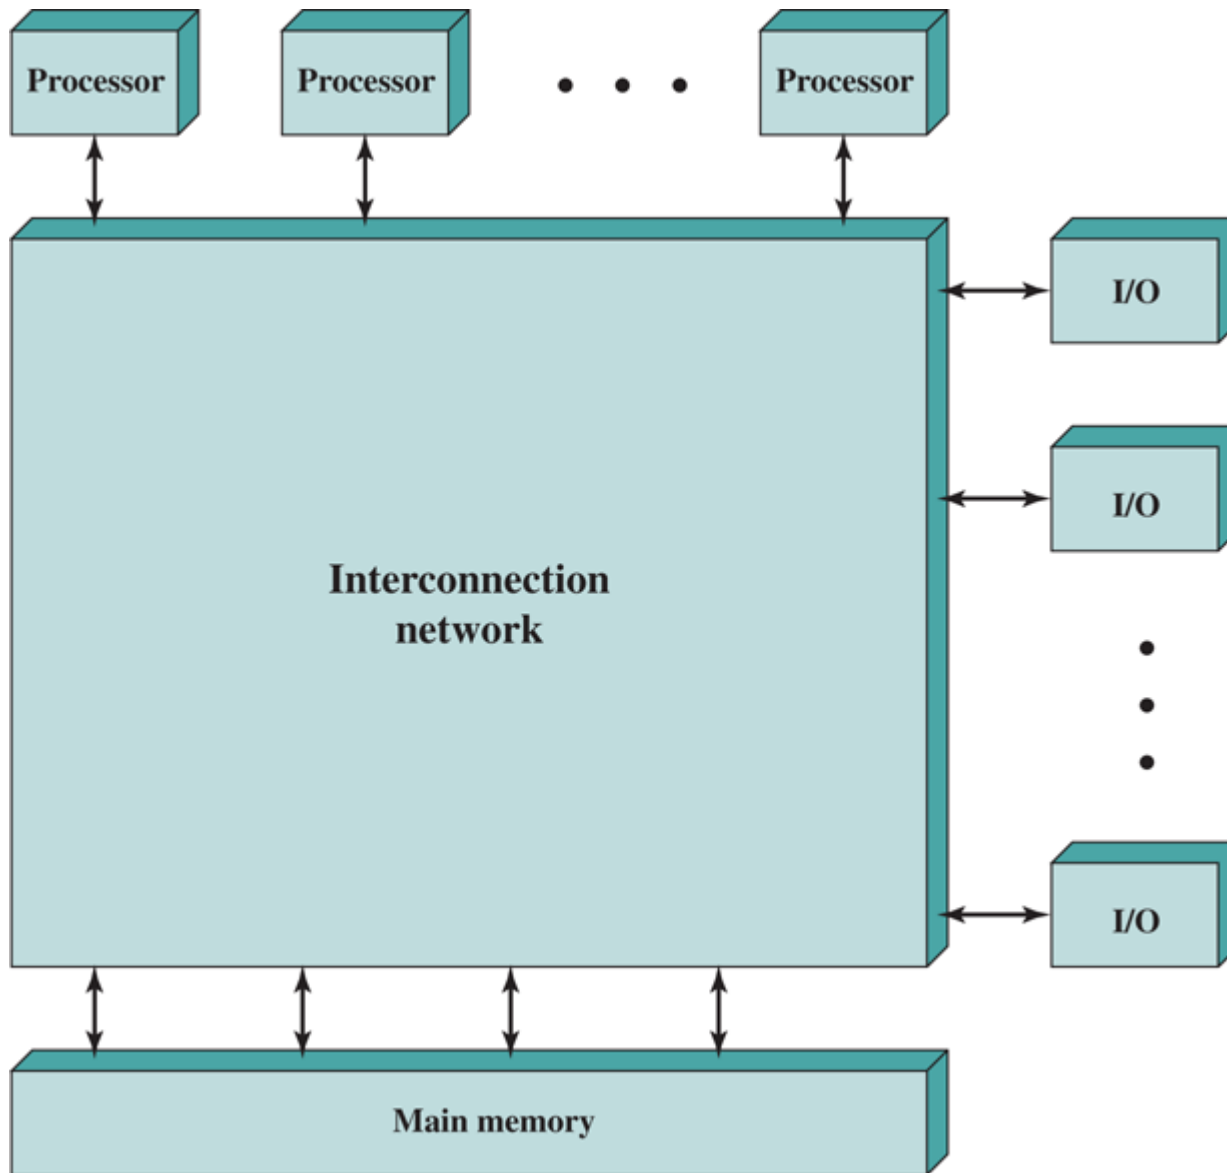 Processor
Processor
Processor
I/O
I/O
Interconnection
network
I/O
Main memory